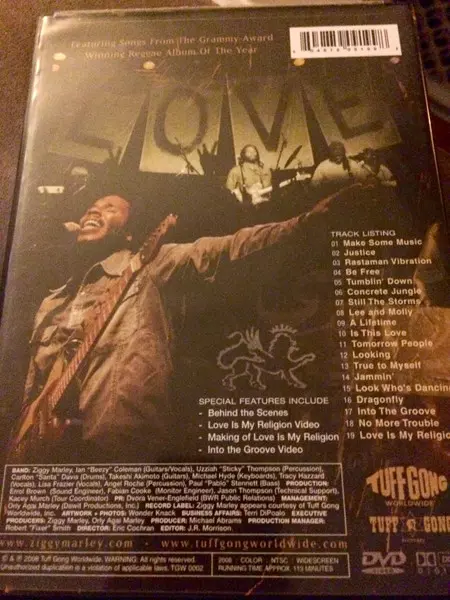 Featuring Songs From The Grammy-Award
Winning Reggae Album Of The Year
LOVE
TRACK LISTING
01 Make Some Music
02 Justice
03 Rastaman Vibration
04 Be Free
05 Tumblin' Down
06 Concrete Jungle
07 Still The Storms
08 Lee and Molly
09 A Lifetime
10 Is This Love
11 Tomorrow People
12 Looking
13 True to Myself
14 Jammin'
15 Look Who's Dancing
16 Dragonfly
17 Into The Groove
18 No More Trouble
19 Love Is My Religion
SPECIAL FEATURES INCLUDE
- Behind the Scenes
- Love Is My Religion Video
- Making of Love Is My Religion
- Into the Groove Video
BAND: Ziggy Marley, Ian "Beezy" Coleman (Guitars/Vocals), Uzziah "Sticky" Thompson (Percussion),
Carlton "Santa" Davis (Drums), Takeshi Akimoto (Guitars), Michael Hyde (Keyboards), Tracy Hazzard
(Vocals), Lisa Frazer (Vocals), Angel Roché (Percussion), Paul "Pablo" Stennett (Bass) PRODUCTION:
Errol Brown (Sound Engineer), Fabian Cooke (Monitor Engineer), Jason Thompson (Technical Support),
Kacey Murch (Tour Coordinator) PR: Dvora Vener-Englefield (BWR Public Relations) MANAGEMENT:
Orly Agai Marley (Dawit Productions, Inc.) RECORD LABEL: Ziggy Marley appears courtesy of Tuff Gong
Worldwide, Inc. ARTWORK + PHOTOS: Wonder Knack BUSINESS AFFAIRS: Terri DiPaolo EXECUTIVE
PRODUCERS: Ziggy Marley, Orly Agai Marley PRODUCER: Michael Abrams PRODUCTION MANAGER:
Robert "Fuse" Smith DIRECTOR: Eric Cochran EDITOR: J.R. Morrison
www.ziggymarley.com - www.tuffgongworldwide.com
© & ℗ 2008 Tuff Gong Worldwide. WARNING: All rights reserved.
Unauthorized duplication is a violation of applicable laws. TGW 0002
2008 COLOR NTSC WIDESCREEN
RUNNING TIME APPROX. 113 MINUTES
TUFF GONG
WORLDWIDE
TUFF GONG
DVD